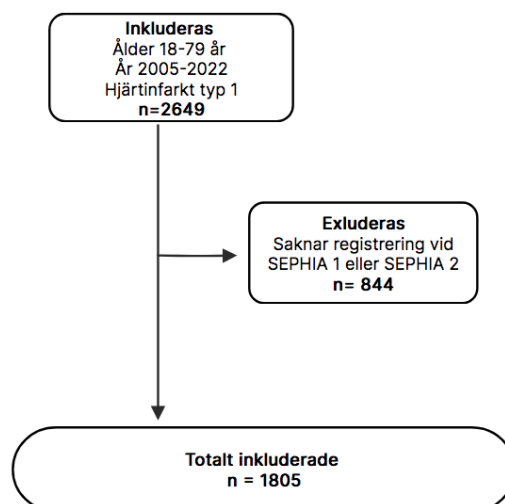 Inkluderas
Ålder 18-79 år
År 2005-2022
Hjärtinfarkt typ 1
n=2649
Exluderas
Saknar registrering vid
SEPHIA 1 eller SEPHIA 2
n= 844
Totalt inkluderade
n = 1805